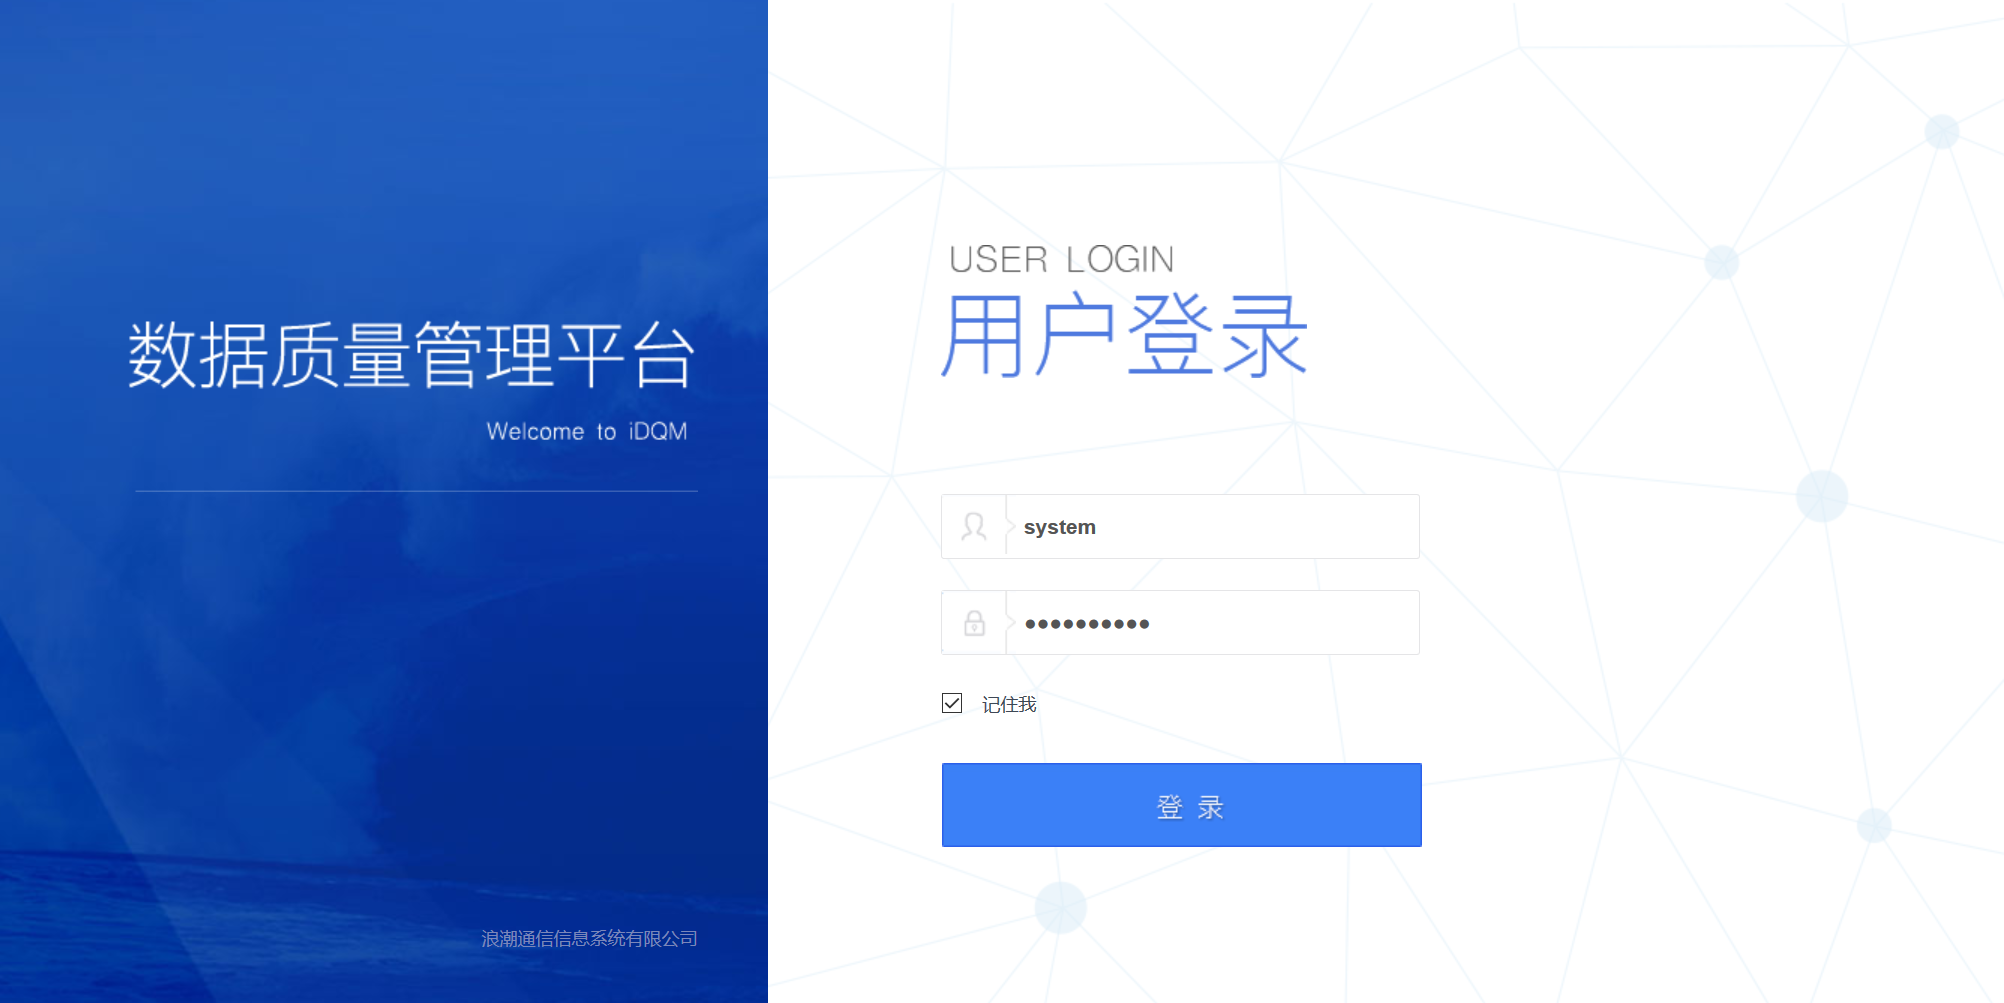 数据质量管理平台
Welcome to iDQM
浪潮通信信息系统有限公司
USER LOGIN
用户登录
system
••••••••••
记住我
登 录